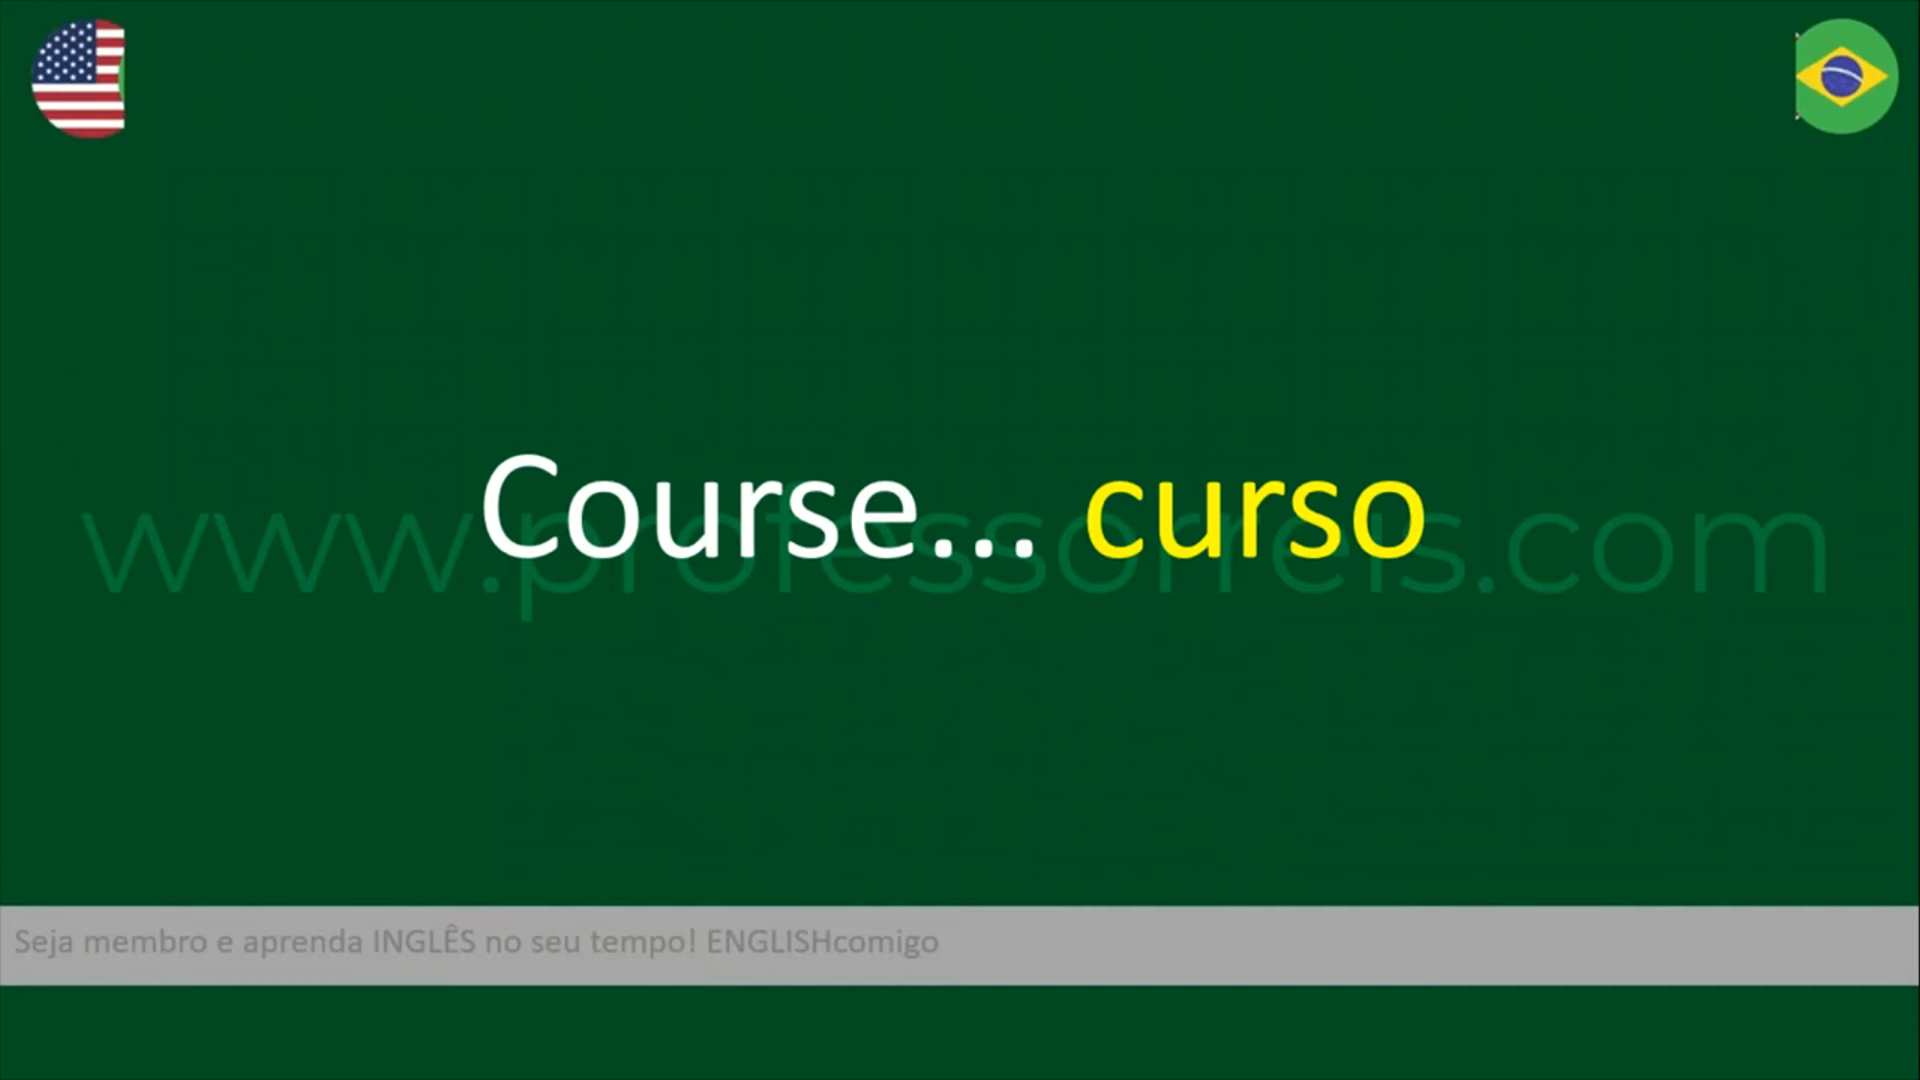 Course... curso
www.professorreis.com
Seja membro e aprenda INGLÊS no seu tempo! ENGLISHcomigo